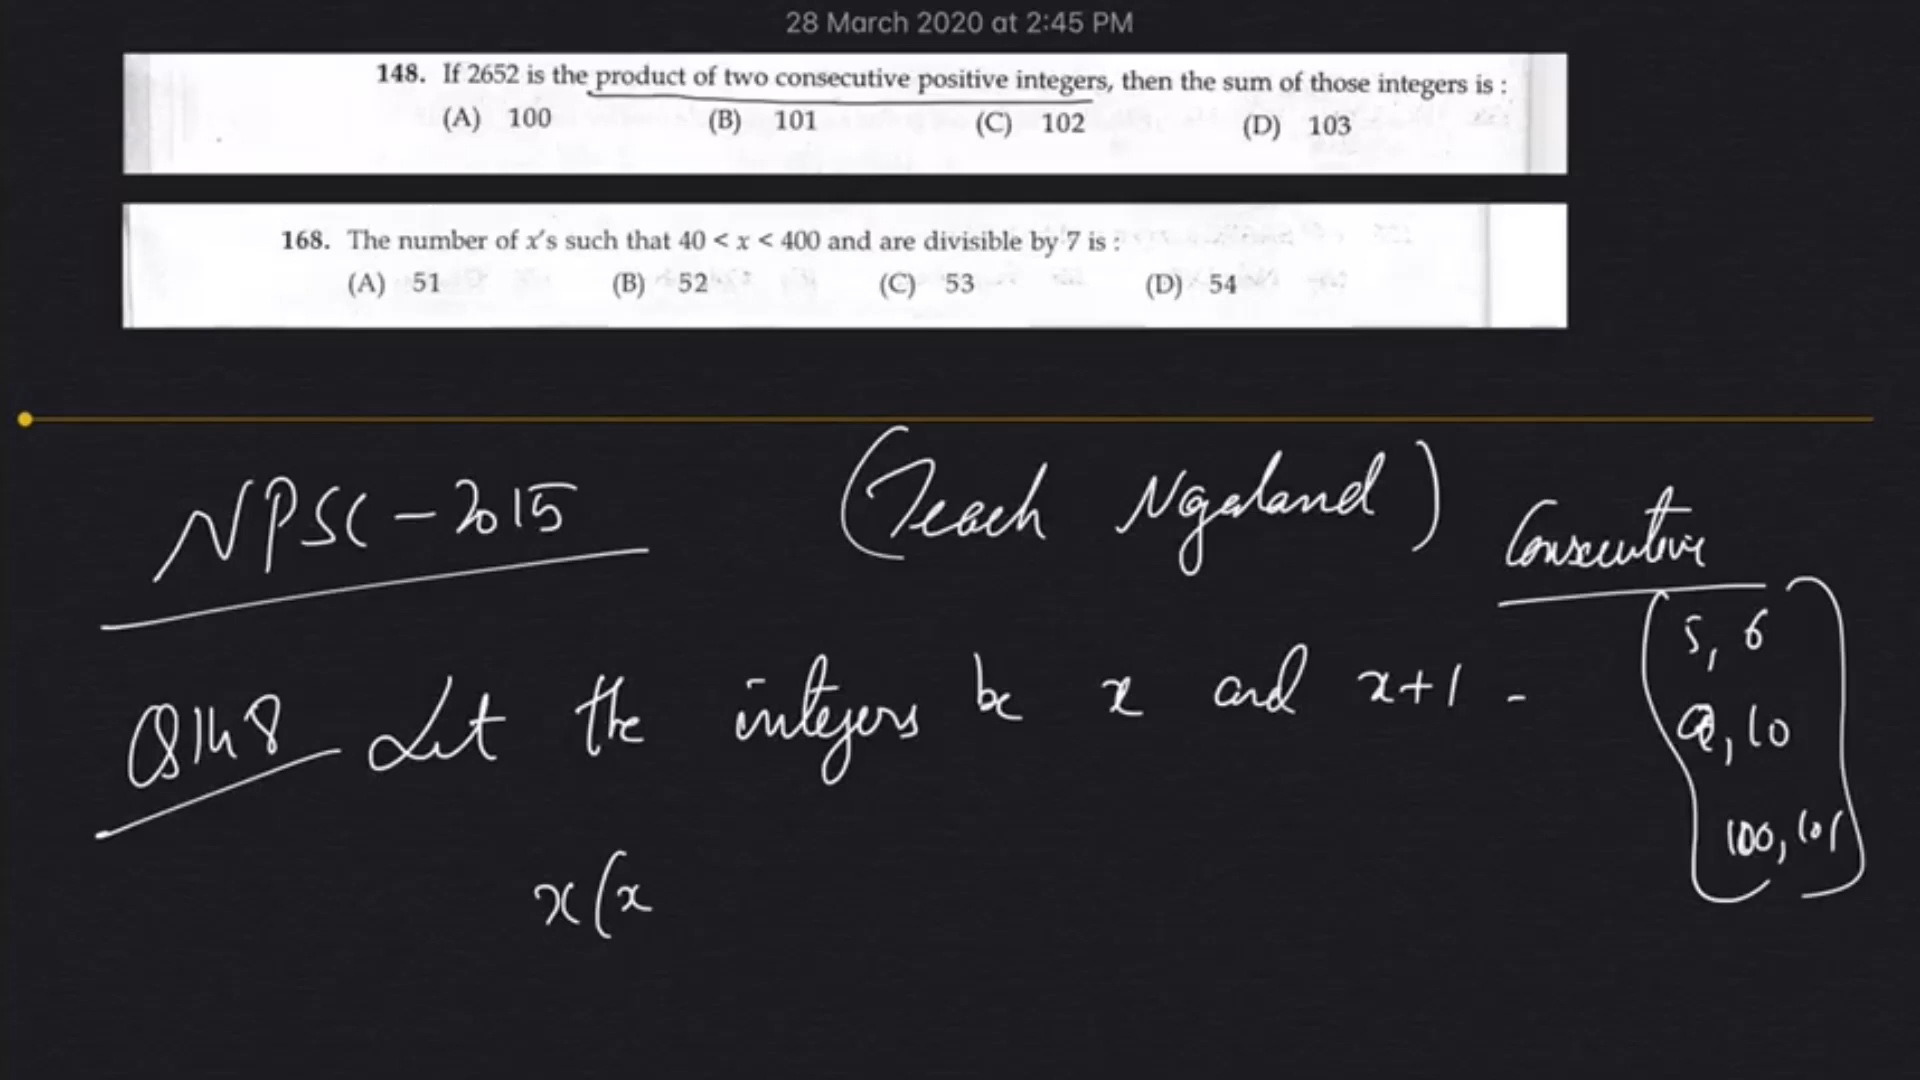 28 March 2020 at 2:45 PM
148. If 2652 is the product of two consecutive positive integers, then the sum of those integers is :
(A) 100 (B) 101 (C) 102 (D) 103
168. The number of x's such that 40 < x < 400 and are divisible by 7 is :
(A) 51 (B) 52 (C) 53 (D) 54
NPSC - 2015 (Teach Ngaland) Consecutive
5, 6
Q148 Let the integers be x and x+1 -
9, 10
100, 101
x(x